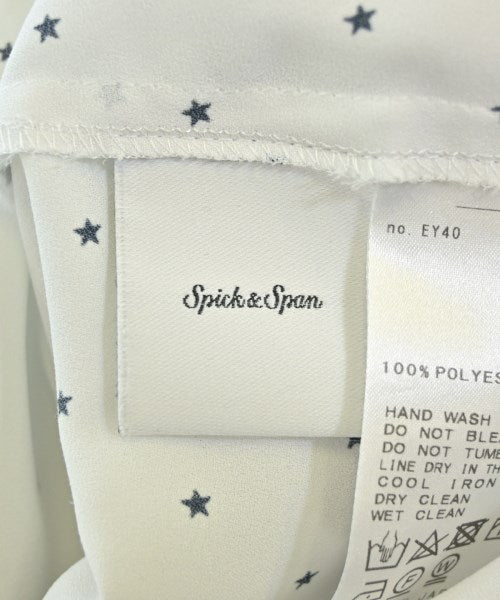 no. EY40
Spick & Span
100% POLYES
HAND WASH
DO NOT BLE
DO NOT TUMB
LINE DRY IN TH
COOL IRON
DRY CLEAN
WET CLEAN
F W